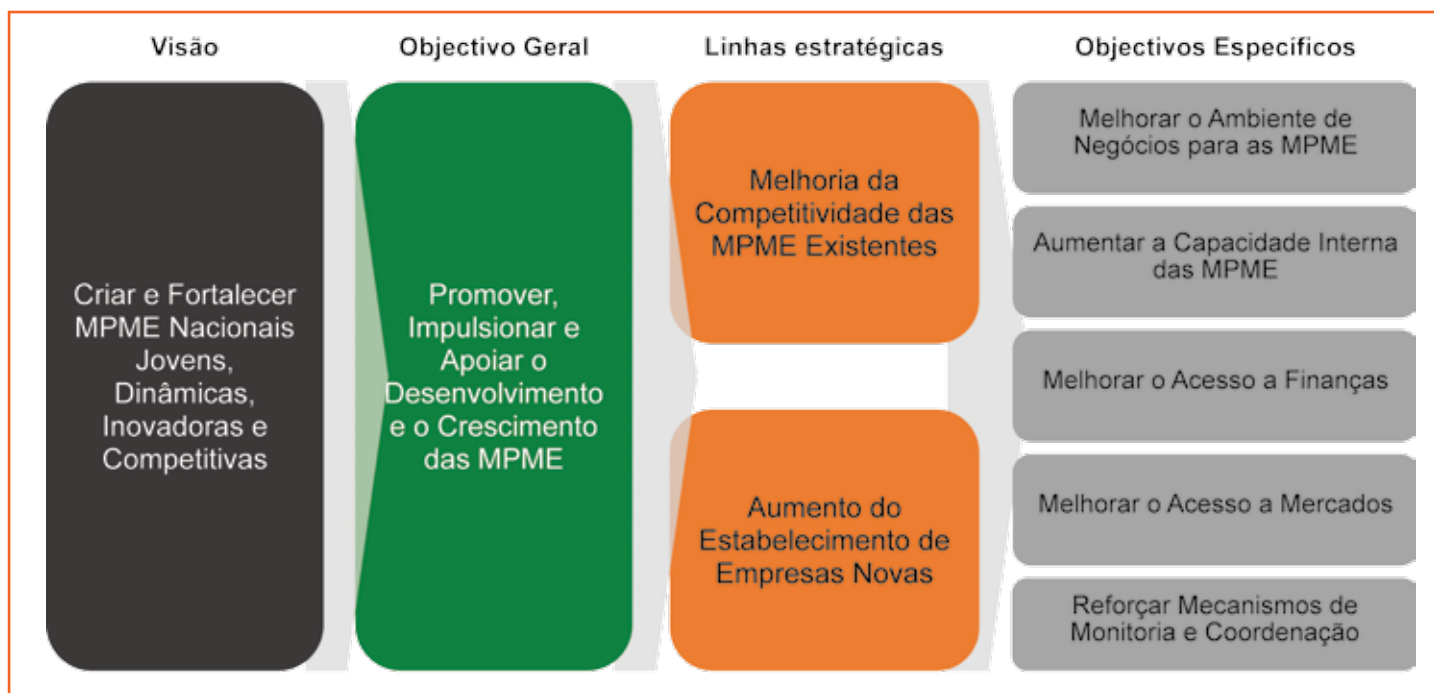 Visão
Objectivo Geral
Linhas estratégicas
Objectivos Específicos
Criar e Fortalecer
MPME Nacionais
Jovens,
Dinâmicas,
Inovadoras e
Competitivas
Promover,
Impulsionar e
Apoiar o
Desenvolvimento
e o Crescimento
das MPME
Melhoria da
Competitividade das
MPME Existentes
Aumento do
Estabelecimento de
Empresas Novas
Melhorar o Ambiente de
Negócios para as MPME
Aumentar a Capacidade Interna
das MPME
Melhorar o Acesso a Finanças
Melhorar o Acesso a Mercados
Reforçar Mecanismos de
Monitoria e Coordenação